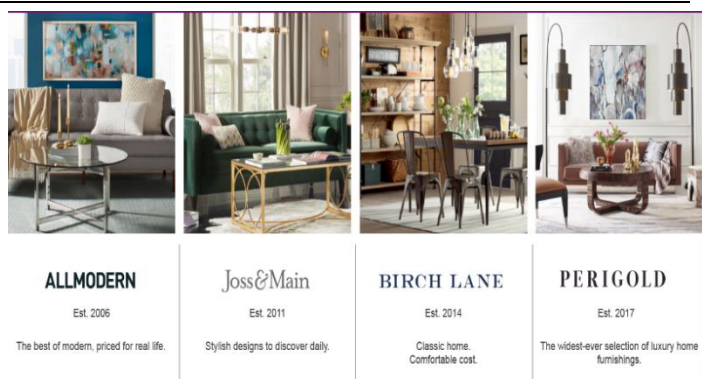 ALLMODERN
Est. 2006
The best of modern, priced for real life.
Joss&Main
Est. 2011
Stylish designs to discover daily.
BIRCH LANE
Est. 2014
Classic home.
Comfortable cost.
PERIGOLD
Est. 2017
The widest-ever selection of luxury home
furnishings.